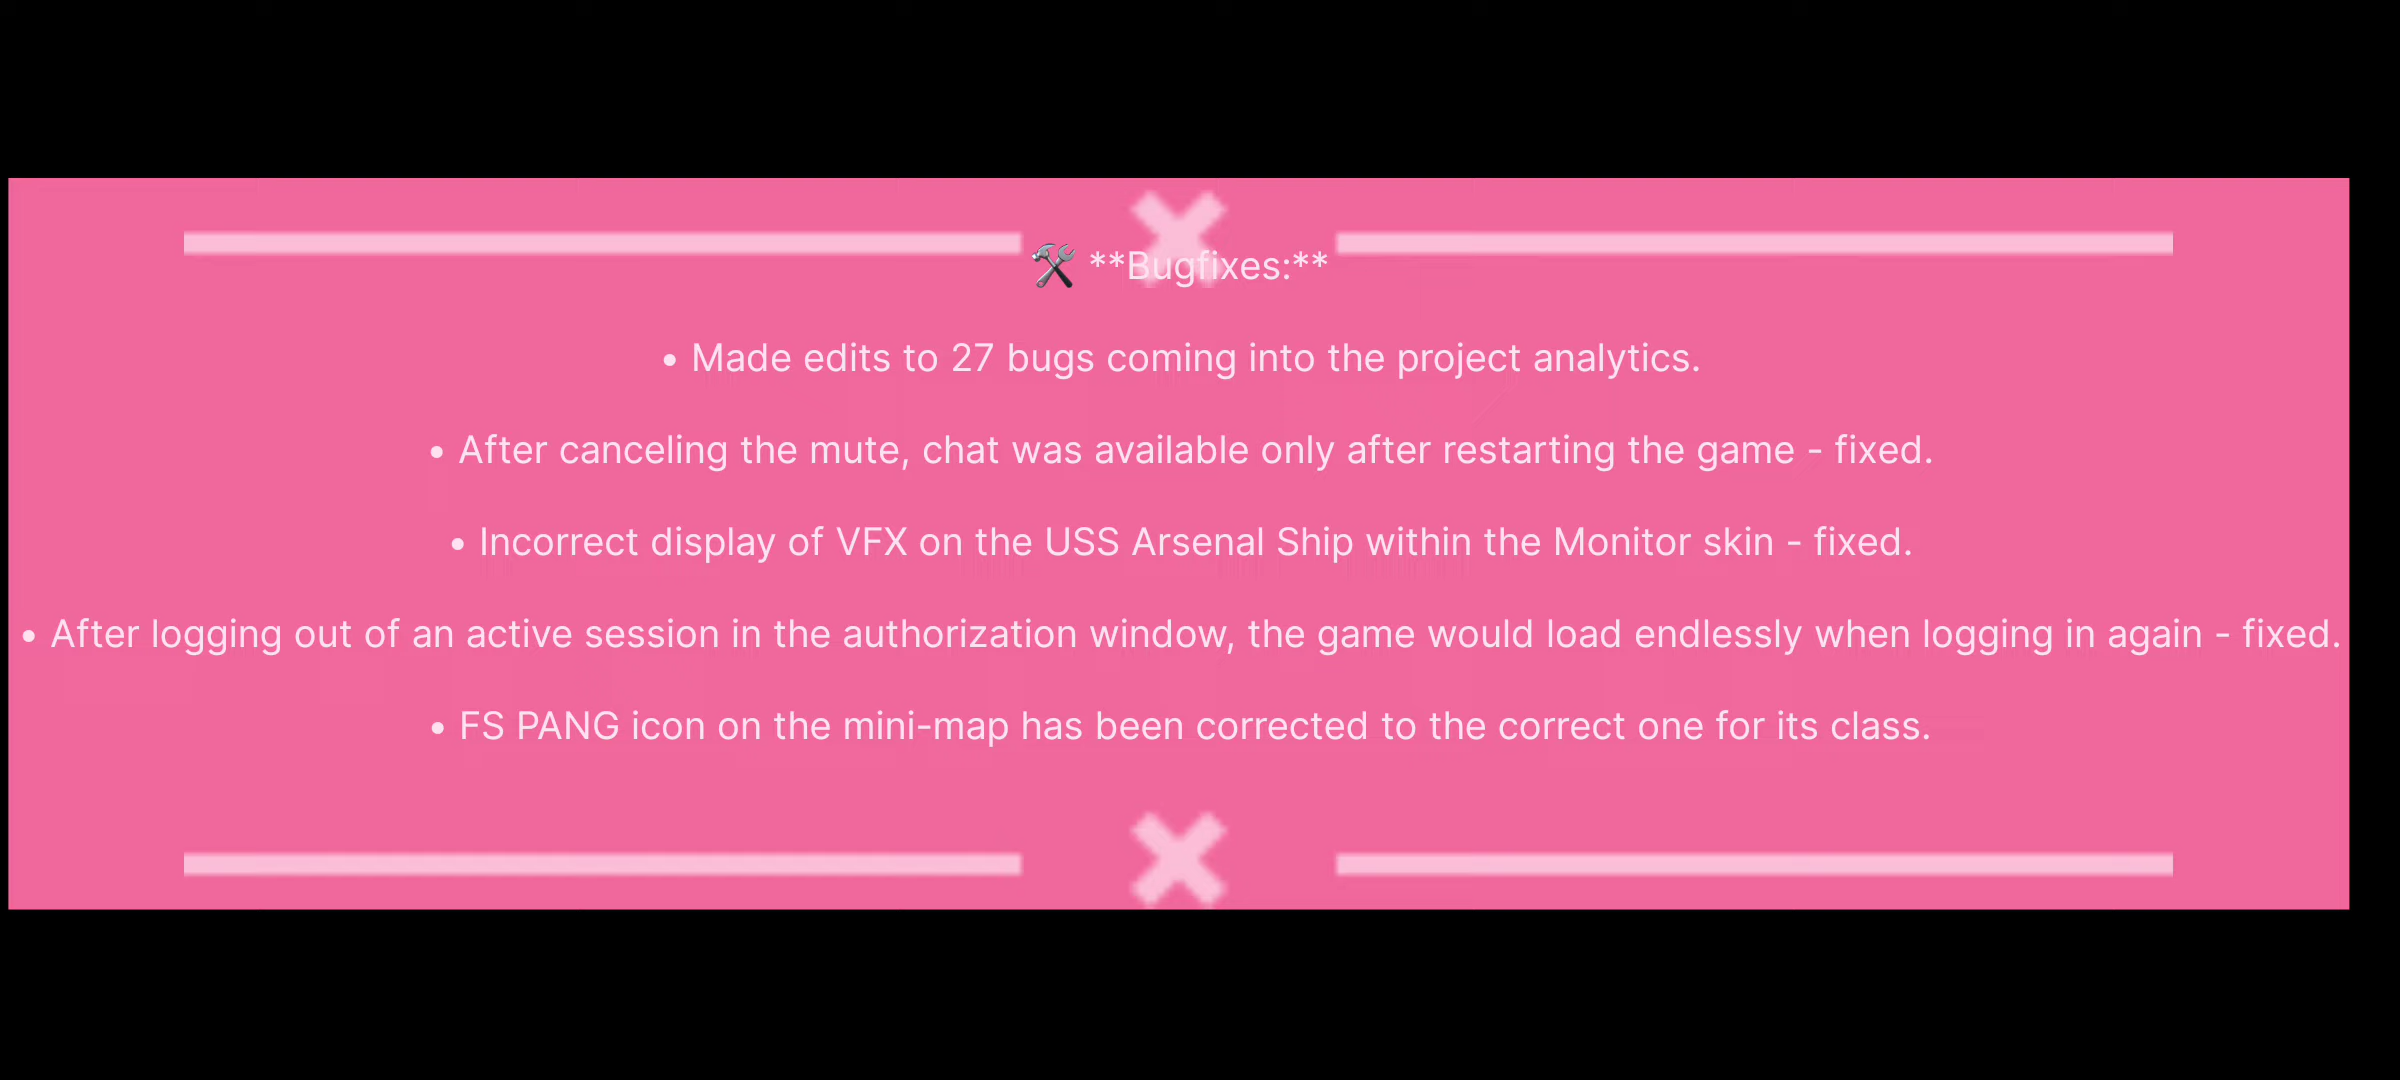 🛠 **Bugfixes:**
• Made edits to 27 bugs coming into the project analytics.
• After canceling the mute, chat was available only after restarting the game - fixed.
• Incorrect display of VFX on the USS Arsenal Ship within the Monitor skin - fixed.
• After logging out of an active session in the authorization window, the game would load endlessly when logging in again - fixed.
• FS PANG icon on the mini-map has been corrected to the correct one for its class.